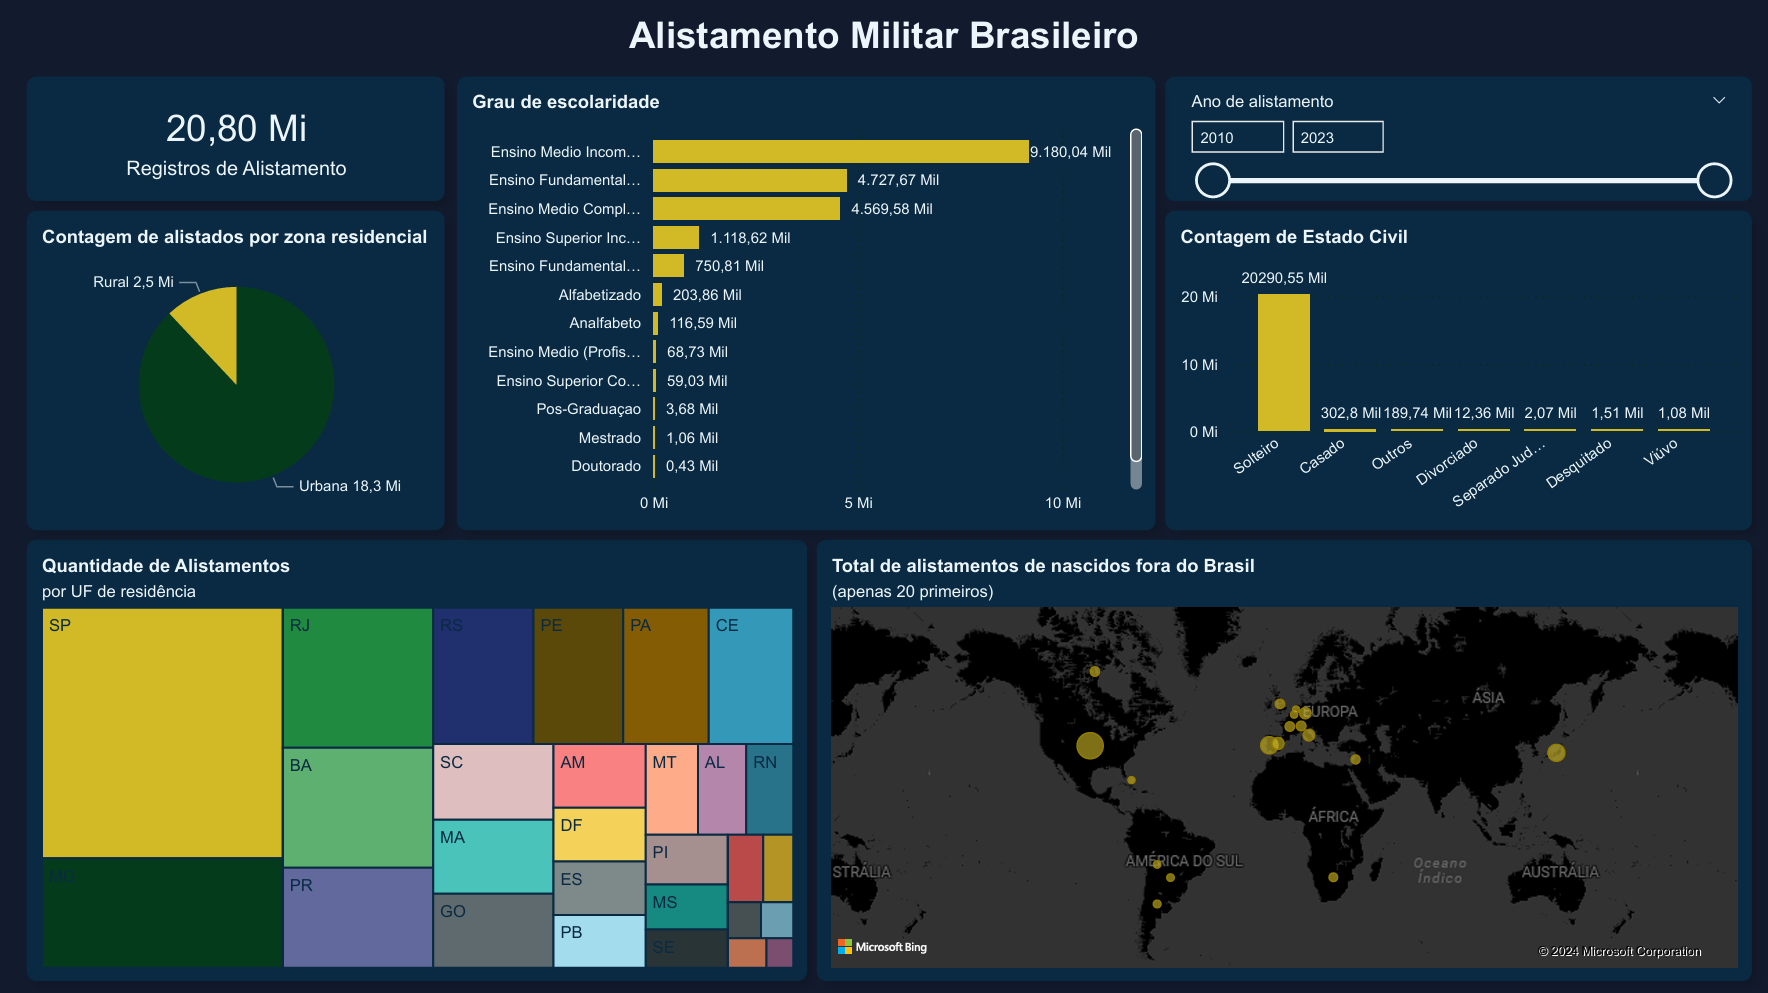 Alistamento Militar Brasileiro
20,80 Mi
Registros de Alistamento
Contagem de alistados por zona residencial
Rural 2,5 Mi
Urbana 18,3 Mi
Grau de escolaridade
Ensino Medio Incom… 9.180,04 Mil
Ensino Fundamental… 4.727,67 Mil
Ensino Medio Compl… 4.569,58 Mil
Ensino Superior Inc… 1.118,62 Mil
Ensino Fundamental… 750,81 Mil
Alfabetizado 203,86 Mil
Analfabeto 116,59 Mil
Ensino Medio (Profis… 68,73 Mil
Ensino Superior Co… 59,03 Mil
Pos-Graduaçao 3,68 Mil
Mestrado 1,06 Mil
Doutorado 0,43 Mil
0 Mi 5 Mi 10 Mi
Ano de alistamento
2010 2023
Contagem de Estado Civil
20290,55 Mil
20 Mi
10 Mi
302,8 Mil 189,74 Mil 12,36 Mil 2,07 Mil 1,51 Mil 1,08 Mil
0 Mi
Solteiro Casado Outros Divorciado Separado Jud… Desquitado Viúvo
Quantidade de Alistamentos
por UF de residência
SP RJ RS PE PA CE
SC AM MT AL RN
BA
DF
MA
PI
MG
ES
PR
MS
GO
PB
SE
Total de alistamentos de nascidos fora do Brasil
(apenas 20 primeiros)
ÁSIA
EUROPA
ÁFRICA
AMÉRICA DO SUL
STRÁLIA
Oceano
Índico
AUSTRÁLIA
Microsoft Bing
© 2024 Microsoft Corporation